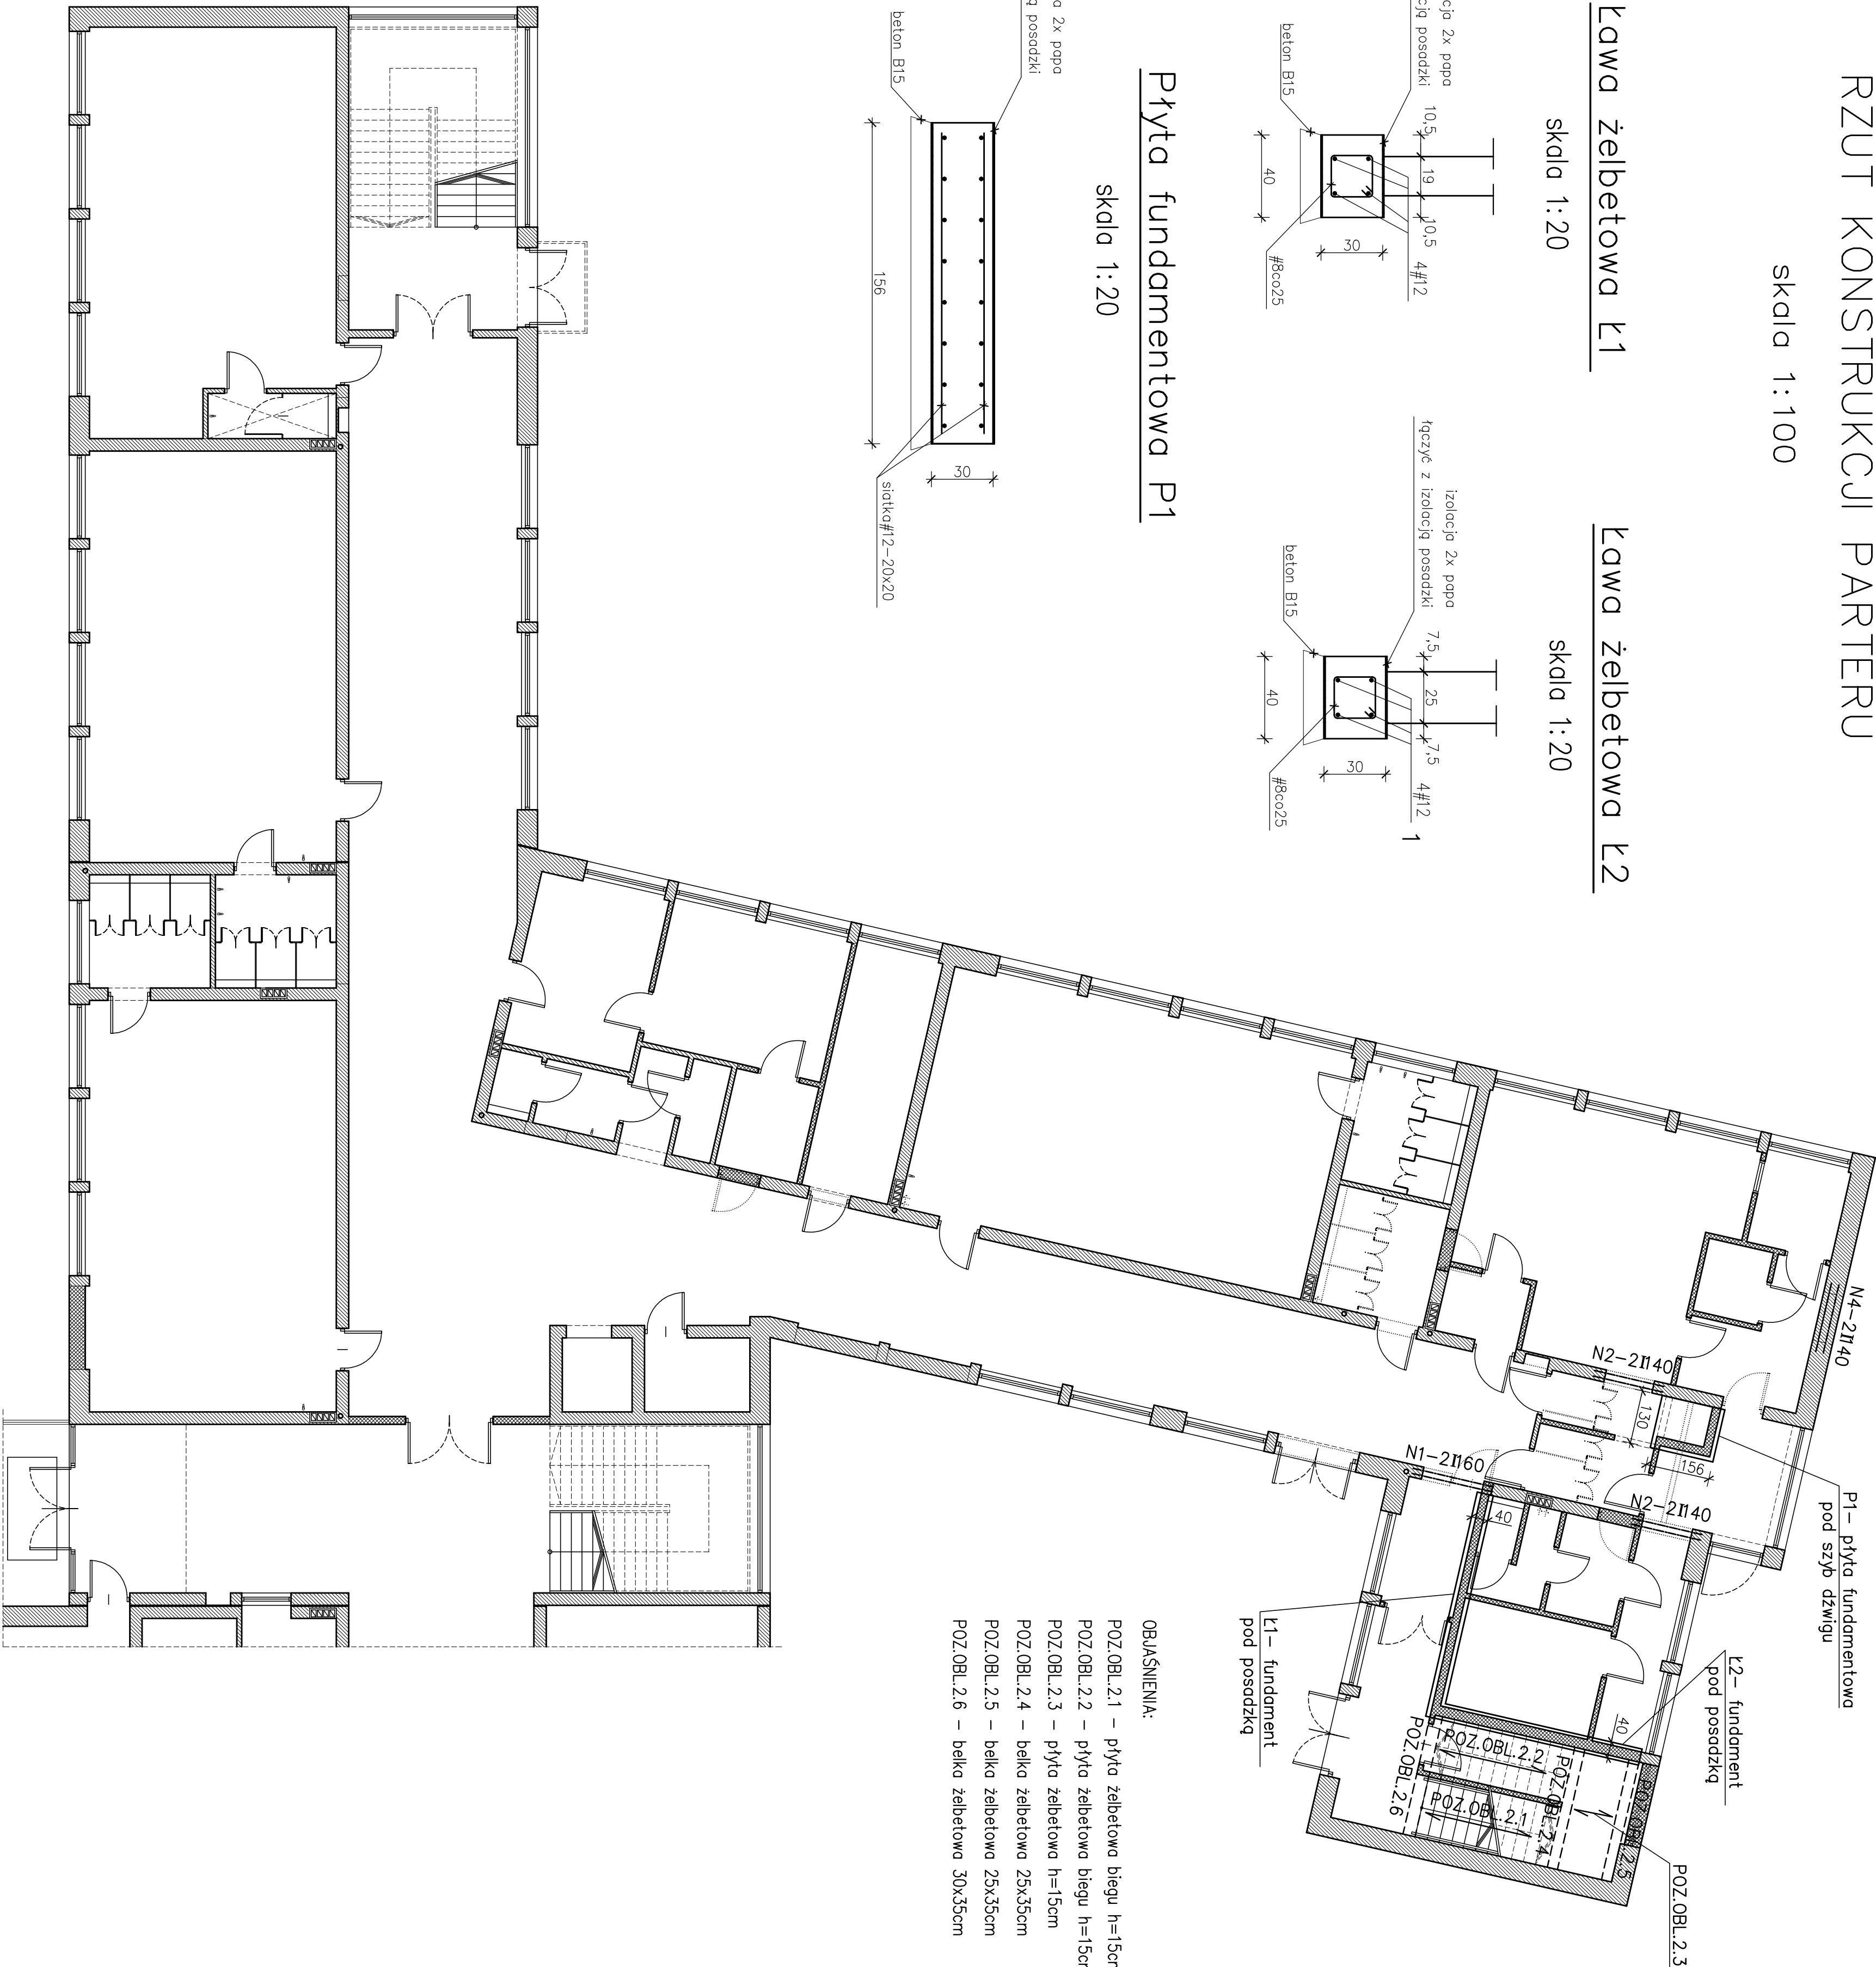 RZUT KONSTRUKCJI PARTERU
skala 1:100
Ława żelbetowa Ł1
skala 1:20
cja 2x papa
cją posadzki
beton B15
10,5
19
10,5
4#12
40
30
#8co25
Ława żelbetowa Ł2
skala 1:20
izolacja 2x papa
łączyć z izolacją posadzki
beton B15
7,5
25
7,5
4#12
1
40
30
#8co25
Płyta fundamentowa P1
skala 1:20
a 2x papa
ą posadzki
beton B15
156
30
siatka#12-20x20
N4-2I140
N2-2I140
130
156
N1-2I160
N2-2I140
40
40
P1- płyta fundamentowa
pod szyb dźwigu
Ł2- fundament
pod posadzką
Ł1- fundament
pod posadzką
POZ.OBL.2.2
POZ.OBL.2.1
POZ.OBL.2.6
POZ.OBL.2.4
POZ.OBL.2.5
POZ.OBL.2.3
OBJAŚNIENIA:
POZ.OBL.2.1 - płyta żelbetowa biegu h=15cm
POZ.OBL.2.2 - płyta żelbetowa biegu h=15cm
POZ.OBL.2.3 - płyta żelbetowa h=15cm
POZ.OBL.2.4 - belka żelbetowa 25x35cm
POZ.OBL.2.5 - belka żelbetowa 25x35cm
POZ.OBL.2.6 - belka żelbetowa 30x35cm